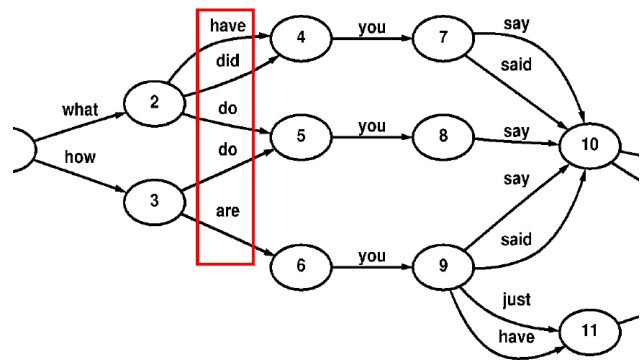 have 4 you 7 say
did said
what 2
do
5 you 8 say 10
how do
3 say
are
said
6 you 9
just
have 11